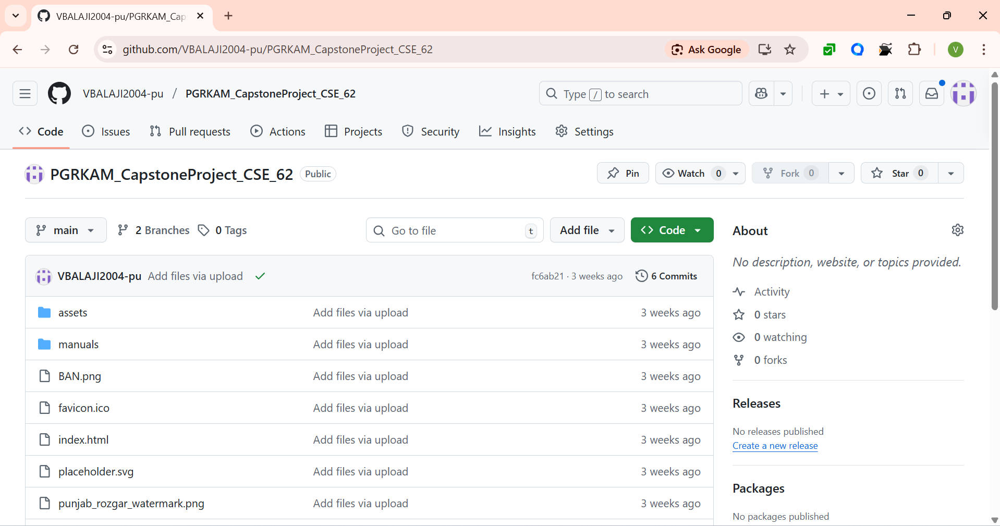 VBALAJI2004-pu/PGRKAM_Cap
github.com/VBALAJI2004-pu/PGRKAM_CapstoneProject_CSE_62
Ask Google
V
VBALAJI2004-pu / PGRKAM_CapstoneProject_CSE_62
Type / to search
Code
Issues
Pull requests
Actions
Projects
Security
Insights
Settings
PGRKAM_CapstoneProject_CSE_62 Public
Pin
Watch 0
Fork 0
Star 0
main
2 Branches
0 Tags
Go to file t
Add file
Code
VBALAJI2004-pu Add files via upload fc6ab21 · 3 weeks ago 6 Commits
assets Add files via upload 3 weeks ago
manuals Add files via upload 3 weeks ago
BAN.png Add files via upload 3 weeks ago
favicon.ico Add files via upload 3 weeks ago
index.html Add files via upload 3 weeks ago
placeholder.svg Add files via upload 3 weeks ago
punjab_rozgar_watermark.png Add files via upload 3 weeks ago
About
No description, website, or topics provided.
Activity
0 stars
0 watching
0 forks
Releases
No releases published
Create a new release
Packages
No packages published